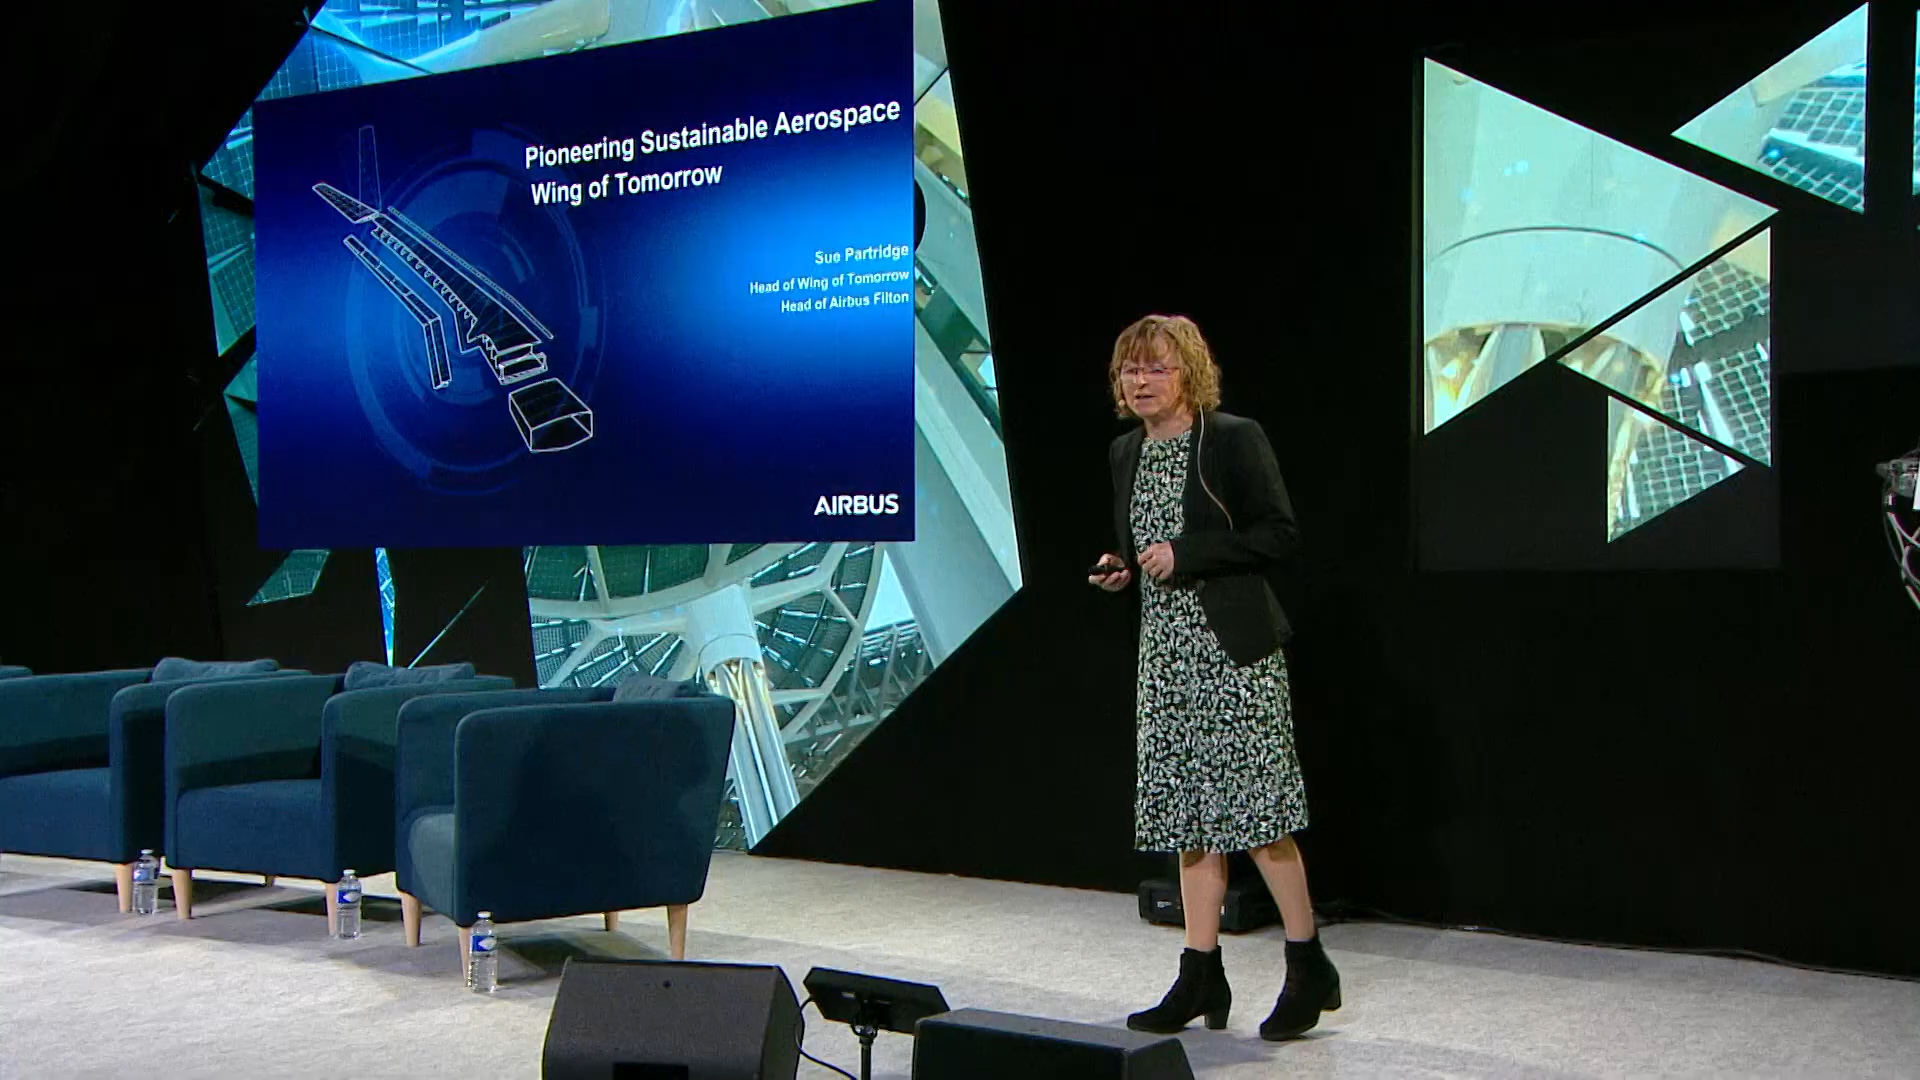 Pioneering Sustainable Aerospace
Wing of Tomorrow
Sue Partridge
Head of Wing of Tomorrow
Head of Airbus Filton
AIRBUS